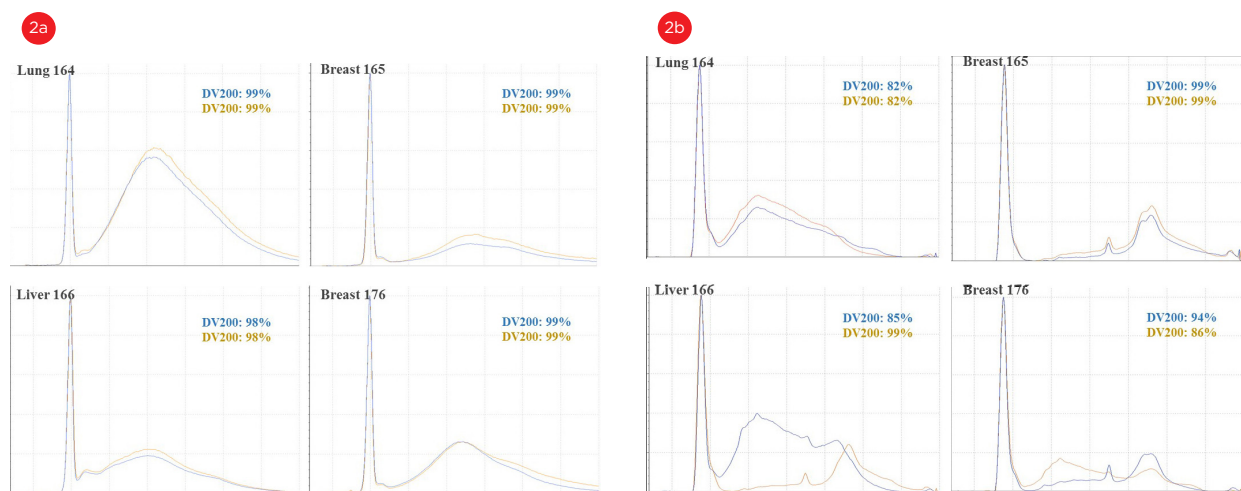 2a
Lung 164
DV200: 99%
DV200: 99%
Breast 165
DV200: 99%
DV200: 99%
Liver 166
DV200: 98%
DV200: 98%
Breast 176
DV200: 99%
DV200: 99%
2b
Lung 164
DV200: 82%
DV200: 82%
Breast 165
DV200: 99%
DV200: 99%
Liver 166
DV200: 85%
DV200: 99%
Breast 176
DV200: 94%
DV200: 86%